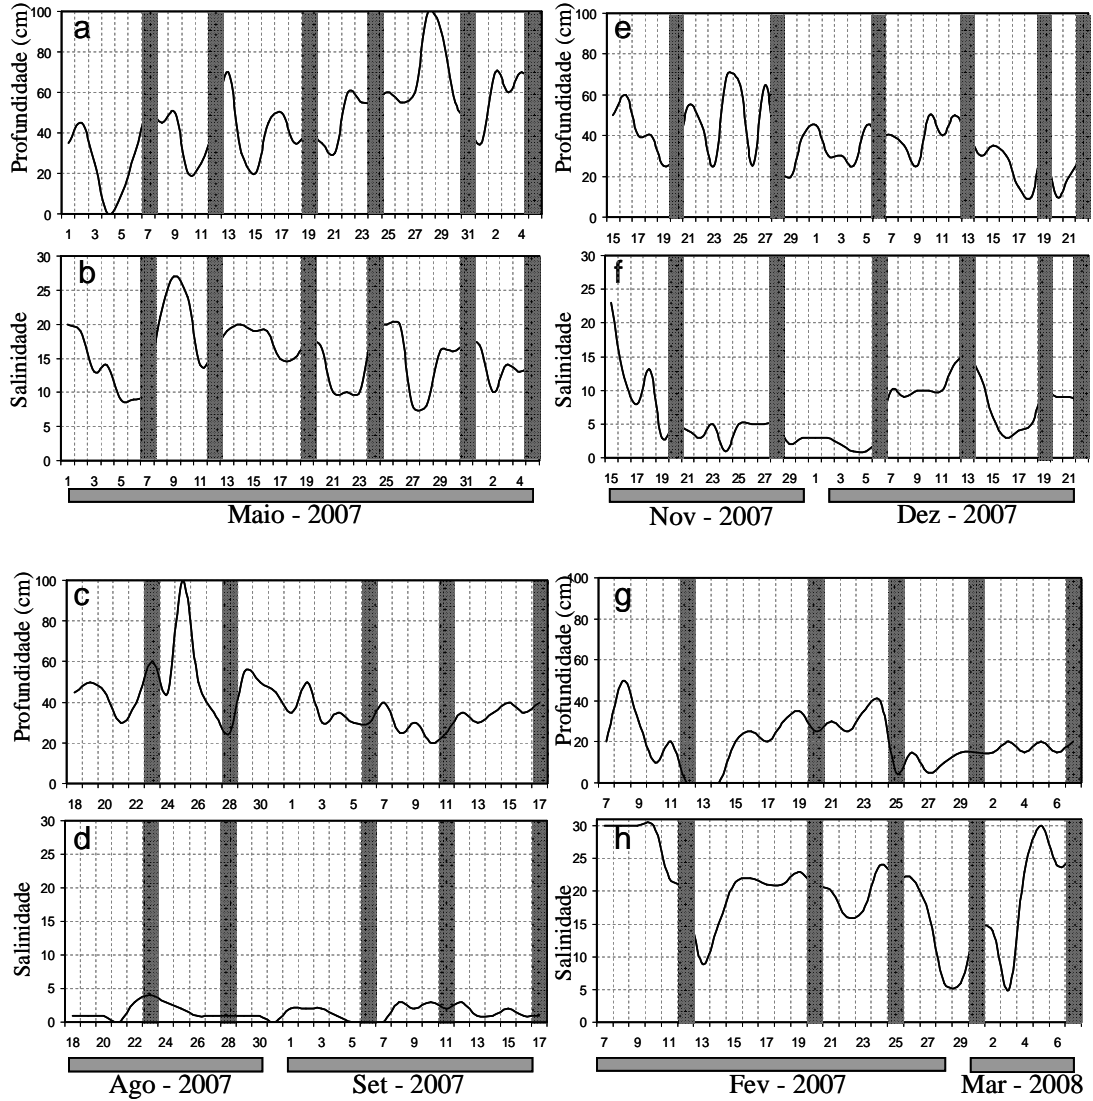 a
Profundidade (cm)
100
80
60
40
20
0
1 3 5 7 9 11 13 15 17 19 21 23 25 27 29 31 2 4
b
Salinidade
30
25
20
15
10
5
0
1 3 5 7 9 11 13 15 17 19 21 23 25 27 29 31 2 4
Maio - 2007
e
Profundidade (cm)
100
80
60
40
20
0
15 17 19 21 23 25 27 29 1 3 5 7 9 11 13 15 17 19 21
f
Salinidade
30
25
20
15
10
5
0
15 17 19 21 23 25 27 29 1 3 5 7 9 11 13 15 17 19 21
Nov - 2007 Dez - 2007
c
Profundidade (cm)
100
80
60
40
20
0
18 20 22 24 26 28 30 1 3 5 7 9 11 13 15 17
d
Salinidade
30
25
20
15
10
5
0
18 20 22 24 26 28 30 1 3 5 7 9 11 13 15 17
Ago - 2007 Set - 2007
g
Profundidade (cm)
100
80
60
40
20
0
7 9 11 13 15 17 19 21 23 25 27 29 2 4 6
h
Salinidade
30
25
20
15
10
5
0
7 9 11 13 15 17 19 21 23 25 27 29 2 4 6
Fev - 2007 Mar - 2008